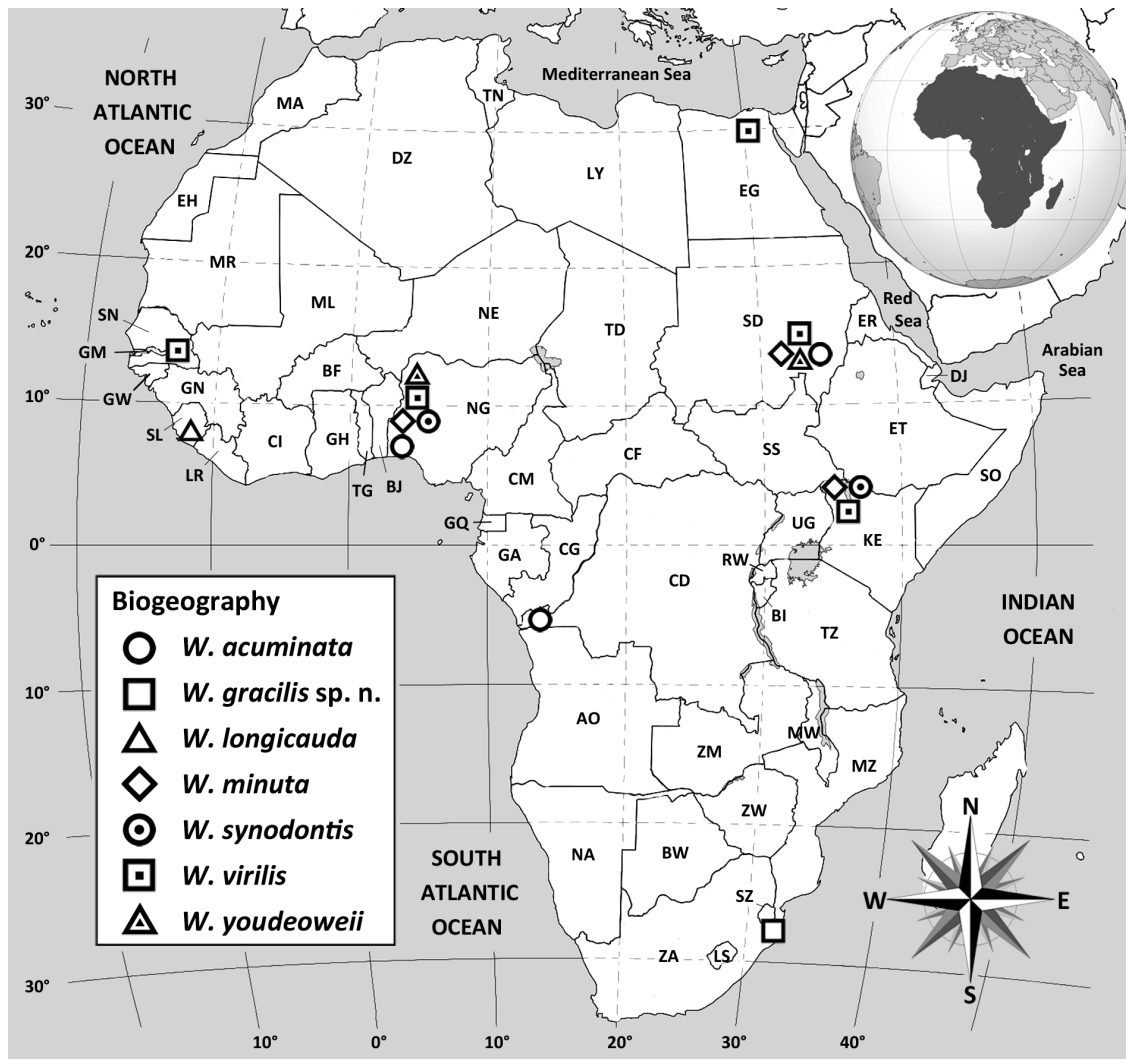 NORTH
ATLANTIC
OCEAN
Mediterranean Sea
30°
MA
TN
DZ
LY
EG
EH
20°
MR
ML
NE
TD
SD
ER
Red
Sea
Arabian
Sea
SN
GM
GW
GN
BF
NG
DJ
10°
SL
LR
CI
GH
TG
BJ
CM
CF
SS
ET
SO
GQ
0°
GA
CG
CD
UG
KE
RW
BI
TZ
INDIAN
OCEAN
Biogeography
W. acuminata
W. gracilis sp. n.
W. longicauda
W. minuta
W. synodontis
W. virilis
W. youdeoweii
10°
AO
ZM
MW
MZ
20°
NA
BW
ZW
SOUTH
ATLANTIC
OCEAN
SZ
ZA
LS
N
W
E
S
30°
10°
0°
10°
20°
30°
40°